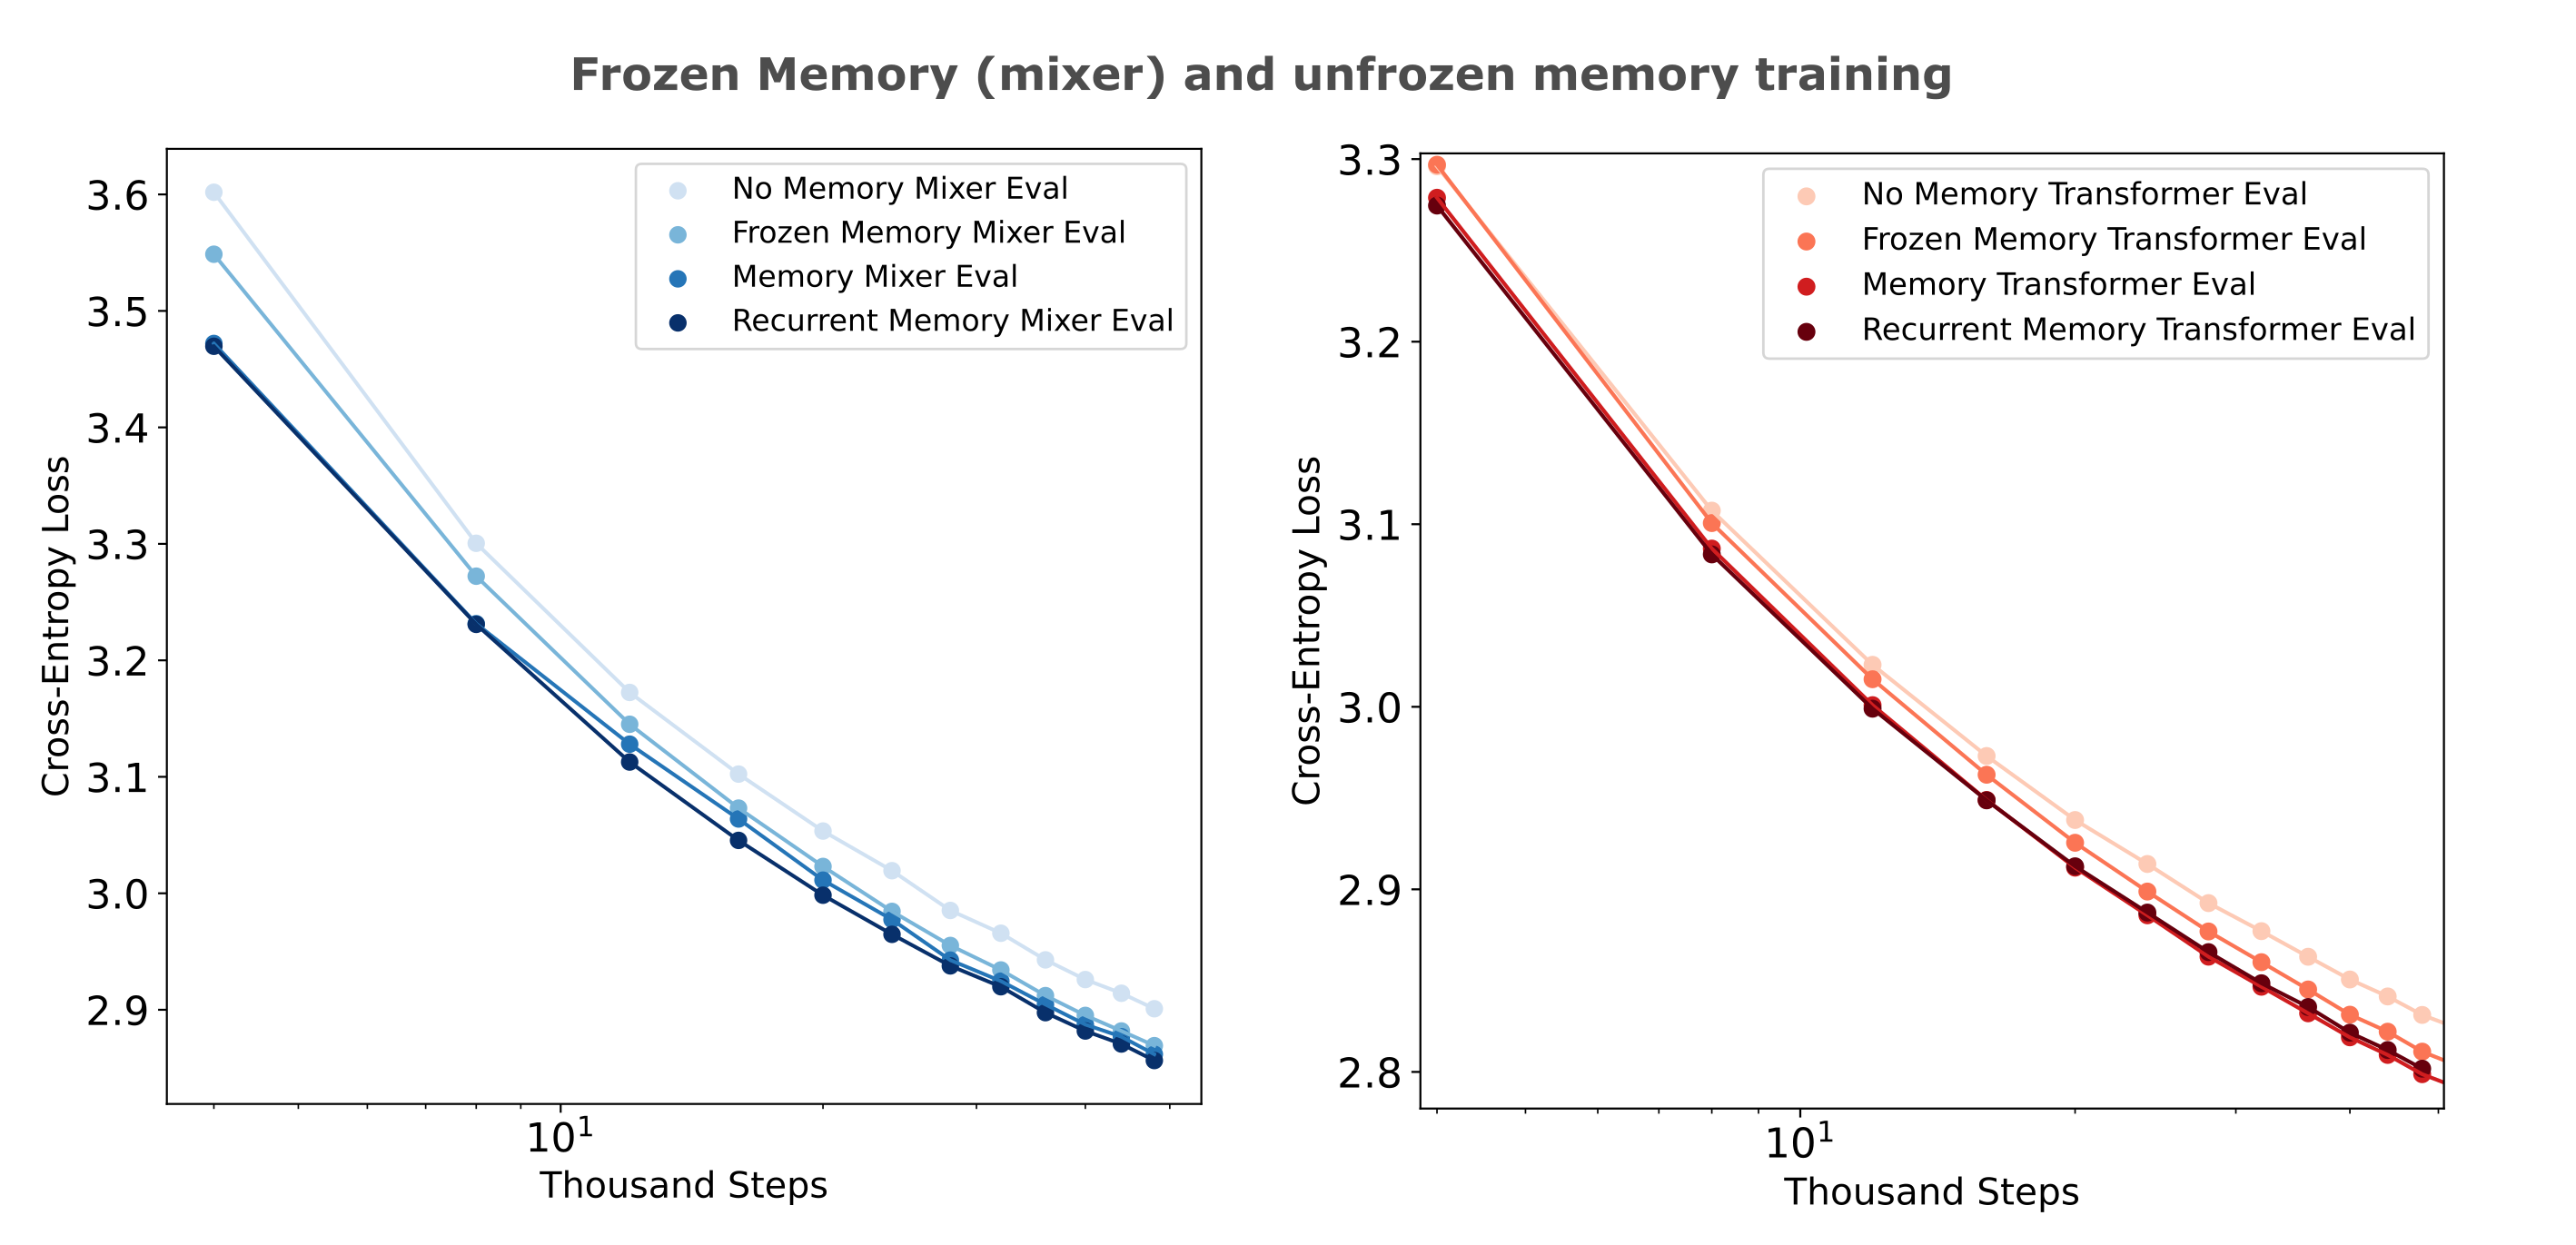 Frozen Memory (mixer) and unfrozen memory training
No Memory Mixer Eval
Frozen Memory Mixer Eval
Memory Mixer Eval
Recurrent Memory Mixer Eval
3.6
3.5
3.4
3.3
3.2
3.1
3.0
2.9
Cross-Entropy Loss
10¹
Thousand Steps
No Memory Transformer Eval
Frozen Memory Transformer Eval
Memory Transformer Eval
Recurrent Memory Transformer Eval
3.3
3.2
3.1
3.0
2.9
2.8
Cross-Entropy Loss
10¹
Thousand Steps